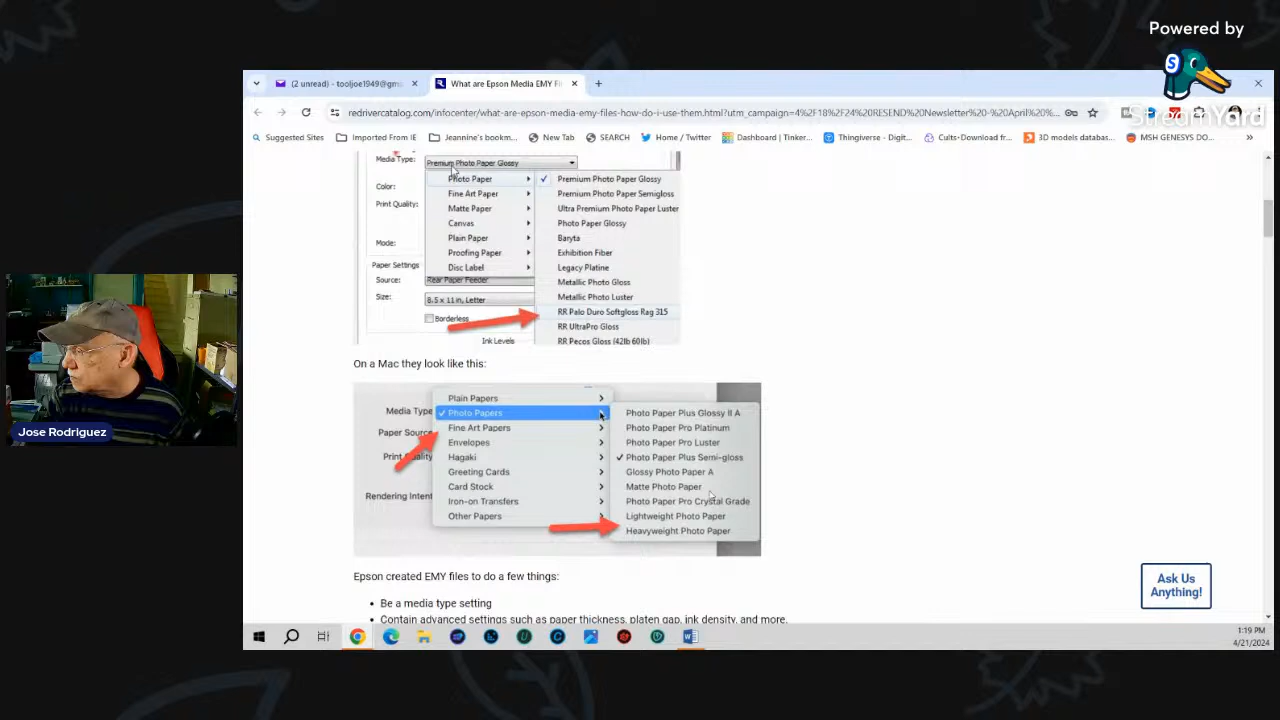 Powered by
StreamYard
(2 unread) - tooljoe1949@gm
What are Epson Media EMY Fi
redrivercatalog.com/infocenter/what-are-epson-media-emy-files-how-do-i-use-them.html?utm_campaign=4%2F18%2F24%20RESEND%20Newsletter%20-%20April%20%...
Suggested Sites
Imported From IE
Jeannine's bookm...
New Tab
SEARCH
Home / Twitter
Dashboard | Tinker...
Thingiverse - Digit...
Cults-Download fr...
3D models databas...
MSH GENESYS DO...
Media Type:
Premium Photo Paper Glossy
Photo Paper
Premium Photo Paper Glossy
Color:
Fine Art Paper
Premium Photo Paper Semigloss
Print Quality:
Matte Paper
Ultra Premium Photo Paper Luster
Canvas
Photo Paper Glossy
Mode:
Plain Paper
Baryta
Proofing Paper
Exhibition Fiber
Paper Settings
Disc Label
Legacy Platine
Source:
Rear Paper Feeder
Metallic Photo Gloss
Size:
8.5 x 11 in, Letter
Metallic Photo Luster
RR Palo Duro Softgloss Rag 315
Borderless
RR UltraPro Gloss
Ink Levels
RR Pecos Gloss (42lb 60lb)
On a Mac they look like this:
Plain Papers
Media Type
Photo Papers
Photo Paper Plus Glossy II A
Fine Art Papers
Photo Paper Pro Platinum
Paper Source
Envelopes
Photo Paper Pro Luster
Print Quality
Hagaki
Photo Paper Plus Semi-gloss
Greeting Cards
Glossy Photo Paper A
Card Stock
Matte Photo Paper
Rendering Intent
Iron-on Transfers
Photo Paper Pro Crystal Grade
Other Papers
Lightweight Photo Paper
Heavyweight Photo Paper
Epson created EMY files to do a few things:
Be a media type setting
Contain advanced settings such as paper thickness, platen gap, ink density, and more.
Ask Us
Anything!
Jose Rodriguez
1:19 PM
4/21/2024